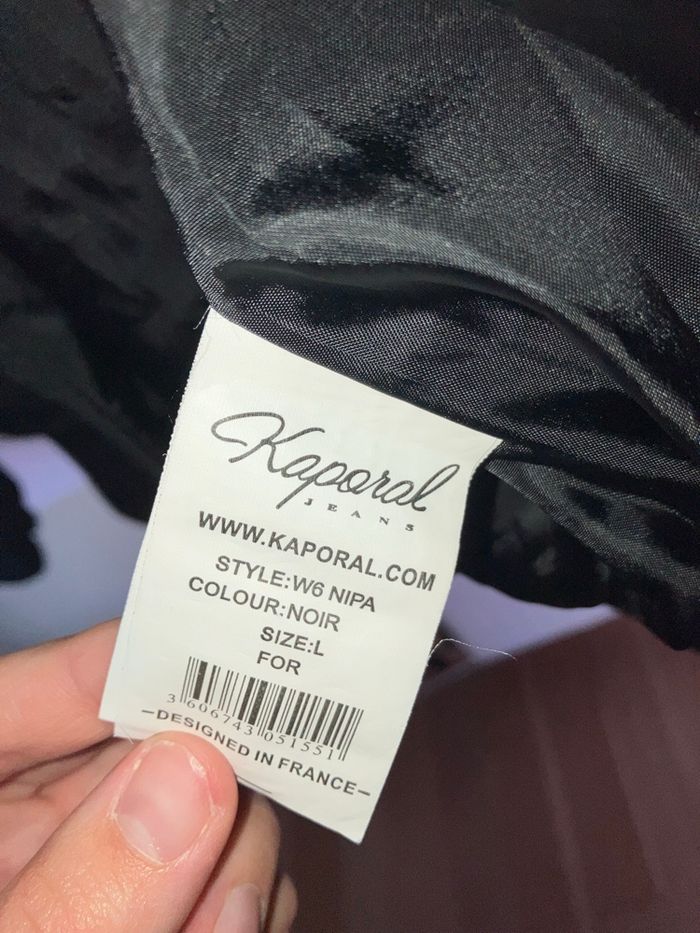 Kaporal
JEANS
WWW.KAPORAL.COM
STYLE:W6 NIPA
COLOUR:NOIR
SIZE:L
FOR
3 606743 051551
—DESIGNED IN FRANCE—